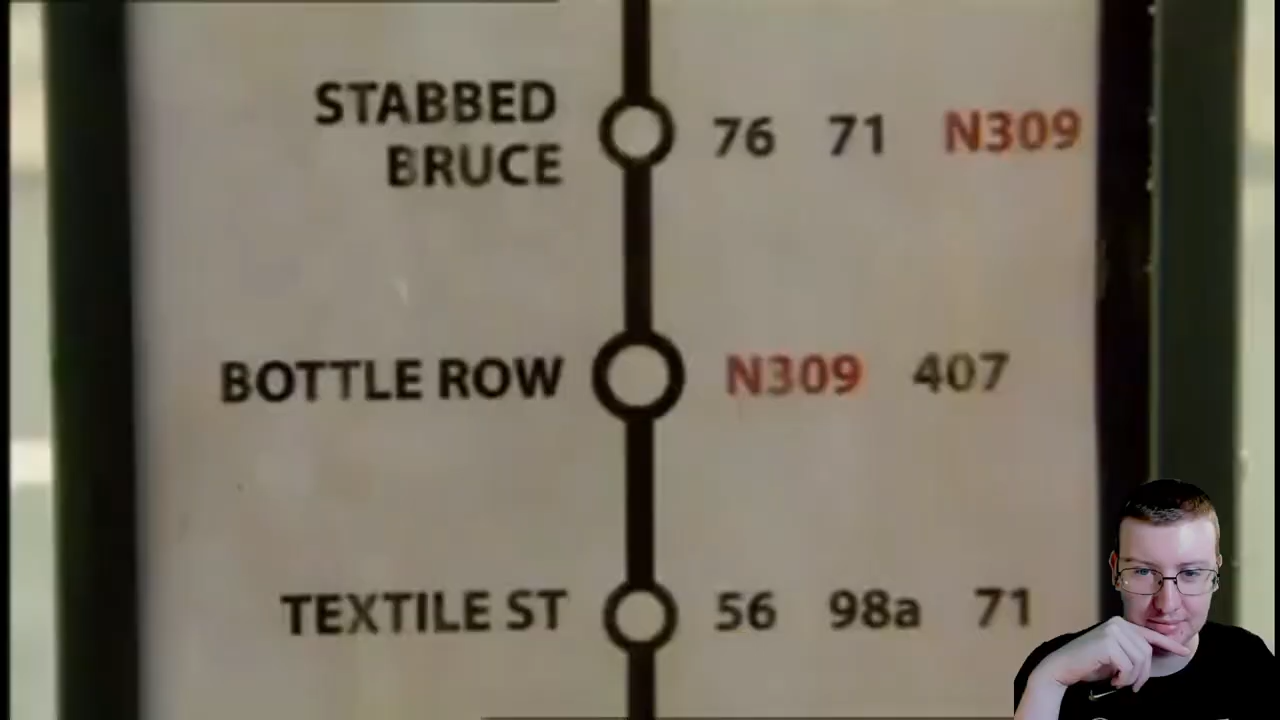 STABBED
BRUCE
76 71 N309
BOTTLE ROW N309 407
TEXTILE ST 56 98a 71